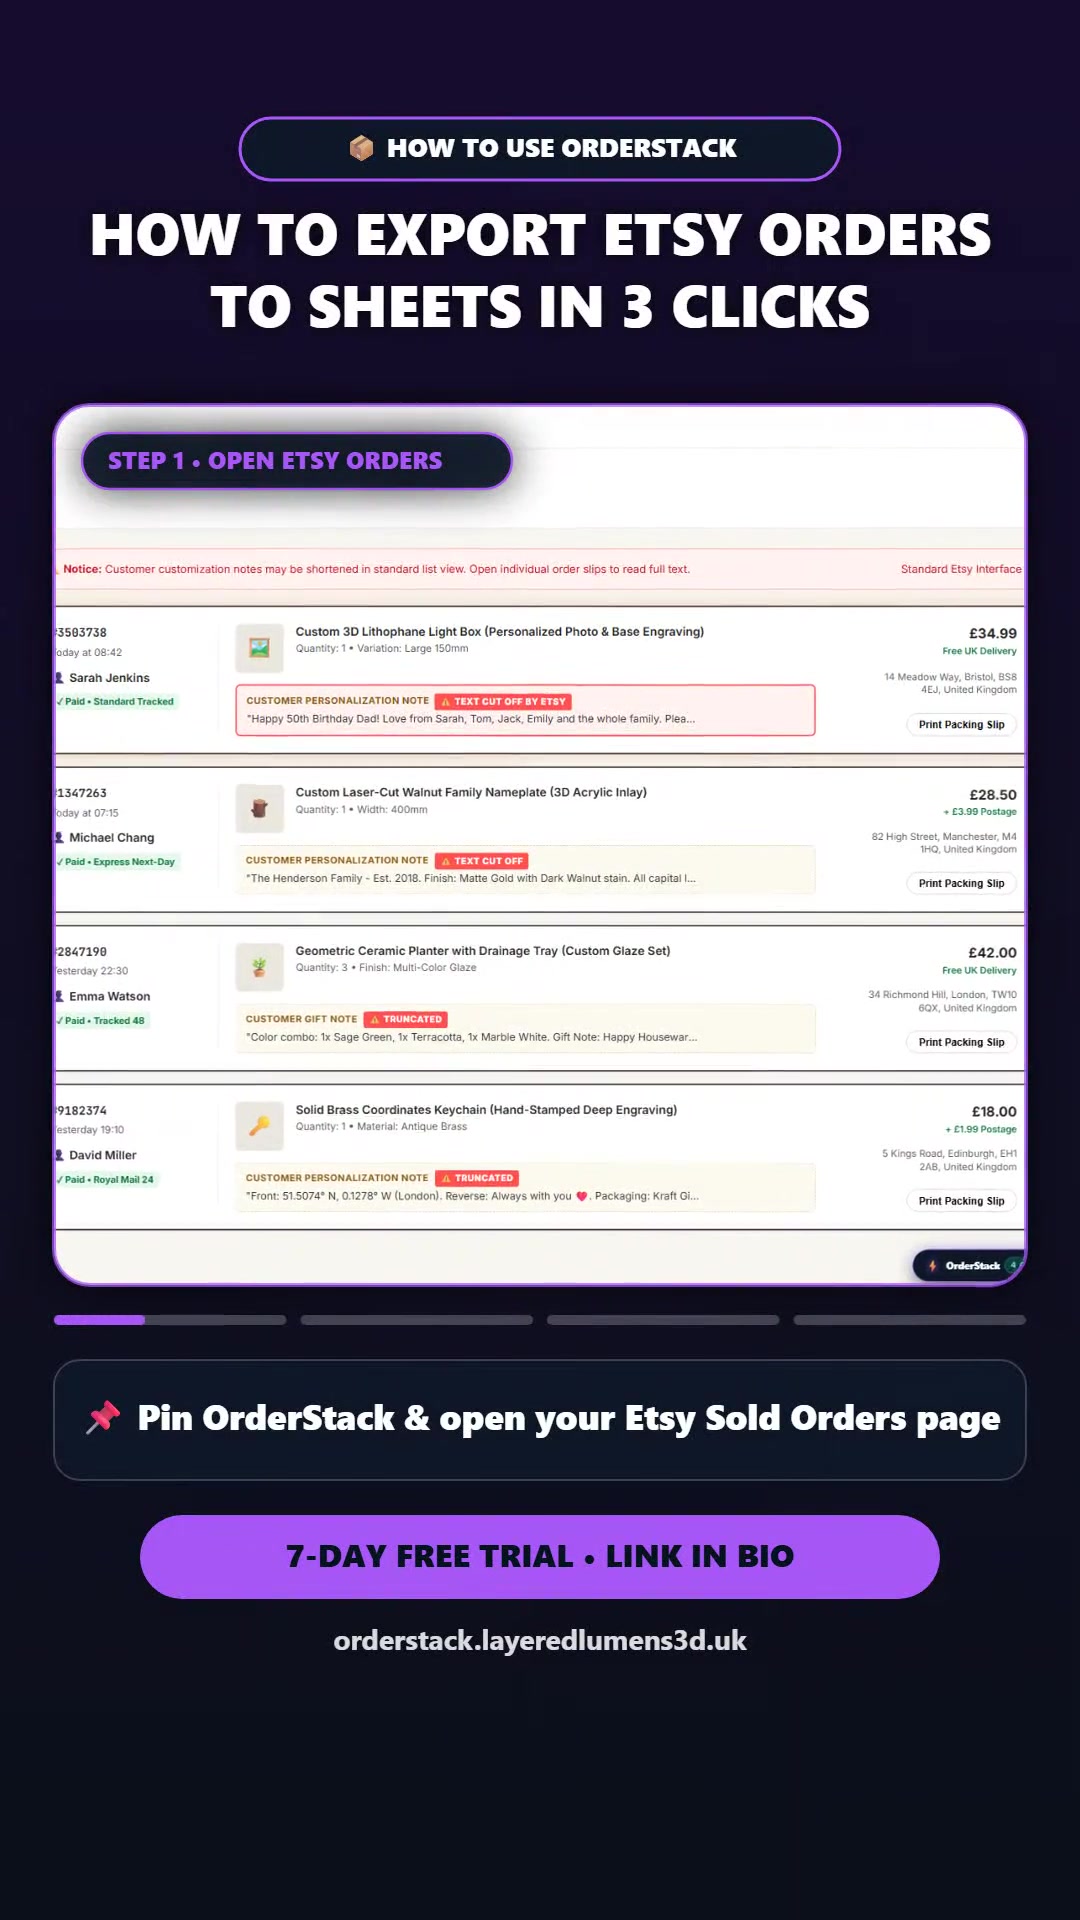 📦 HOW TO USE ORDERSTACK
HOW TO EXPORT ETSY ORDERS
TO SHEETS IN 3 CLICKS
STEP 1 • OPEN ETSY ORDERS
Notice: Customer customization notes may be shortened in standard list view. Open individual order slips to read full text.
Standard Etsy Interface
#3503738
oday at 08:42
Sarah Jenkins
✓ Paid • Standard Tracked
Custom 3D Lithophane Light Box (Personalized Photo & Base Engraving)
Quantity: 1 • Variation: Large 150mm
CUSTOMER PERSONALIZATION NOTE ⚠ TEXT CUT OFF BY ETSY
"Happy 50th Birthday Dad! Love from Sarah, Tom, Jack, Emily and the whole family. Plea...
£34.99
Free UK Delivery
14 Meadow Way, Bristol, BS8
4EJ, United Kingdom
Print Packing Slip
#1347263
oday at 07:15
Michael Chang
✓ Paid • Express Next-Day
Custom Laser-Cut Walnut Family Nameplate (3D Acrylic Inlay)
Quantity: 1 • Width: 400mm
CUSTOMER PERSONALIZATION NOTE ⚠ TEXT CUT OFF
"The Henderson Family - Est. 2018. Finish: Matte Gold with Dark Walnut stain. All capital l...
£28.50
+ £3.99 Postage
82 High Street, Manchester, M4
1HQ, United Kingdom
Print Packing Slip
#2847190
esterday 22:30
Emma Watson
✓ Paid • Tracked 48
Geometric Ceramic Planter with Drainage Tray (Custom Glaze Set)
Quantity: 3 • Finish: Multi-Color Glaze
CUSTOMER GIFT NOTE ⚠ TRUNCATED
"Color combo: 1x Sage Green, 1x Terracotta, 1x Marble White. Gift Note: Happy Housewar...
£42.00
Free UK Delivery
34 Richmond Hill, London, TW10
6QX, United Kingdom
Print Packing Slip
#9182374
esterday 19:10
David Miller
✓ Paid • Royal Mail 24
Solid Brass Coordinates Keychain (Hand-Stamped Deep Engraving)
Quantity: 1 • Material: Antique Brass
CUSTOMER PERSONALIZATION NOTE ⚠ TRUNCATED
"Front: 51.5074° N, 0.1278° W (London). Reverse: Always with you ❤. Packaging: Kraft Gi...
£18.00
+ £1.99 Postage
5 Kings Road, Edinburgh, EH1
2AB, United Kingdom
Print Packing Slip
OrderStack 4
📌 Pin OrderStack & open your Etsy Sold Orders page
7-DAY FREE TRIAL • LINK IN BIO
orderstack.layeredlumens3d.uk